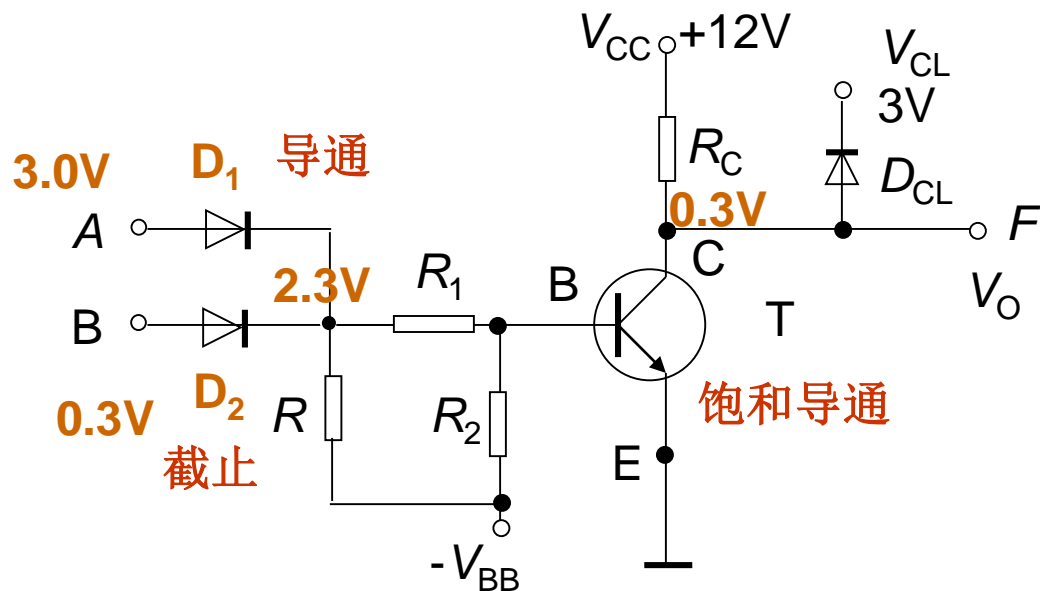 VCC +12V
VCL
3V
3.0V D1 导通
RC
DCL
A
0.3V
F
C
2.3V R1 B
B
T
VO
0.3V D2 R R2
饱和导通
截止
E
-VBB